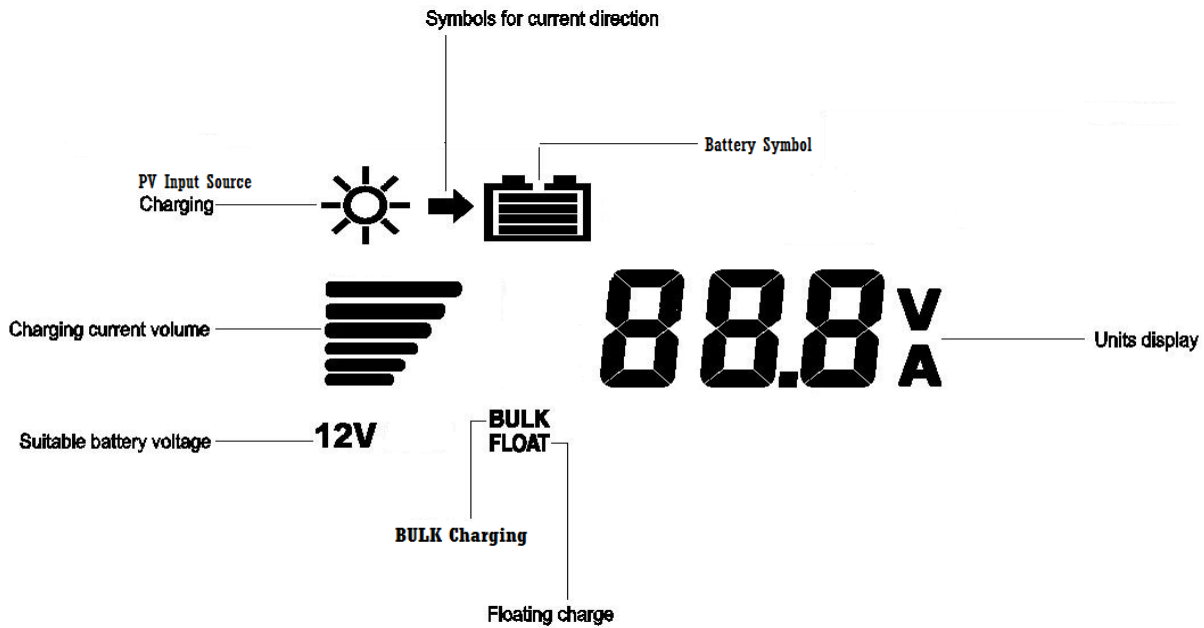 Symbols for current direction
Battery Symbol
PV Input Source
Charging
88.8 V
A
Charging current volume
Units display
Suitable battery voltage
12V
BULK
FLOAT
BULK Charging
Floating charge